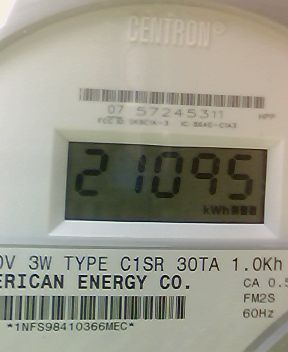 CENTRON®
07 57245311 HPP
21095
kWh
0V 3W TYPE C1SR 30TA 1.0Kh
ERICAN ENERGY CO.
CA 0.5
FM2S
60Hz
*1NFS98410366MEC*